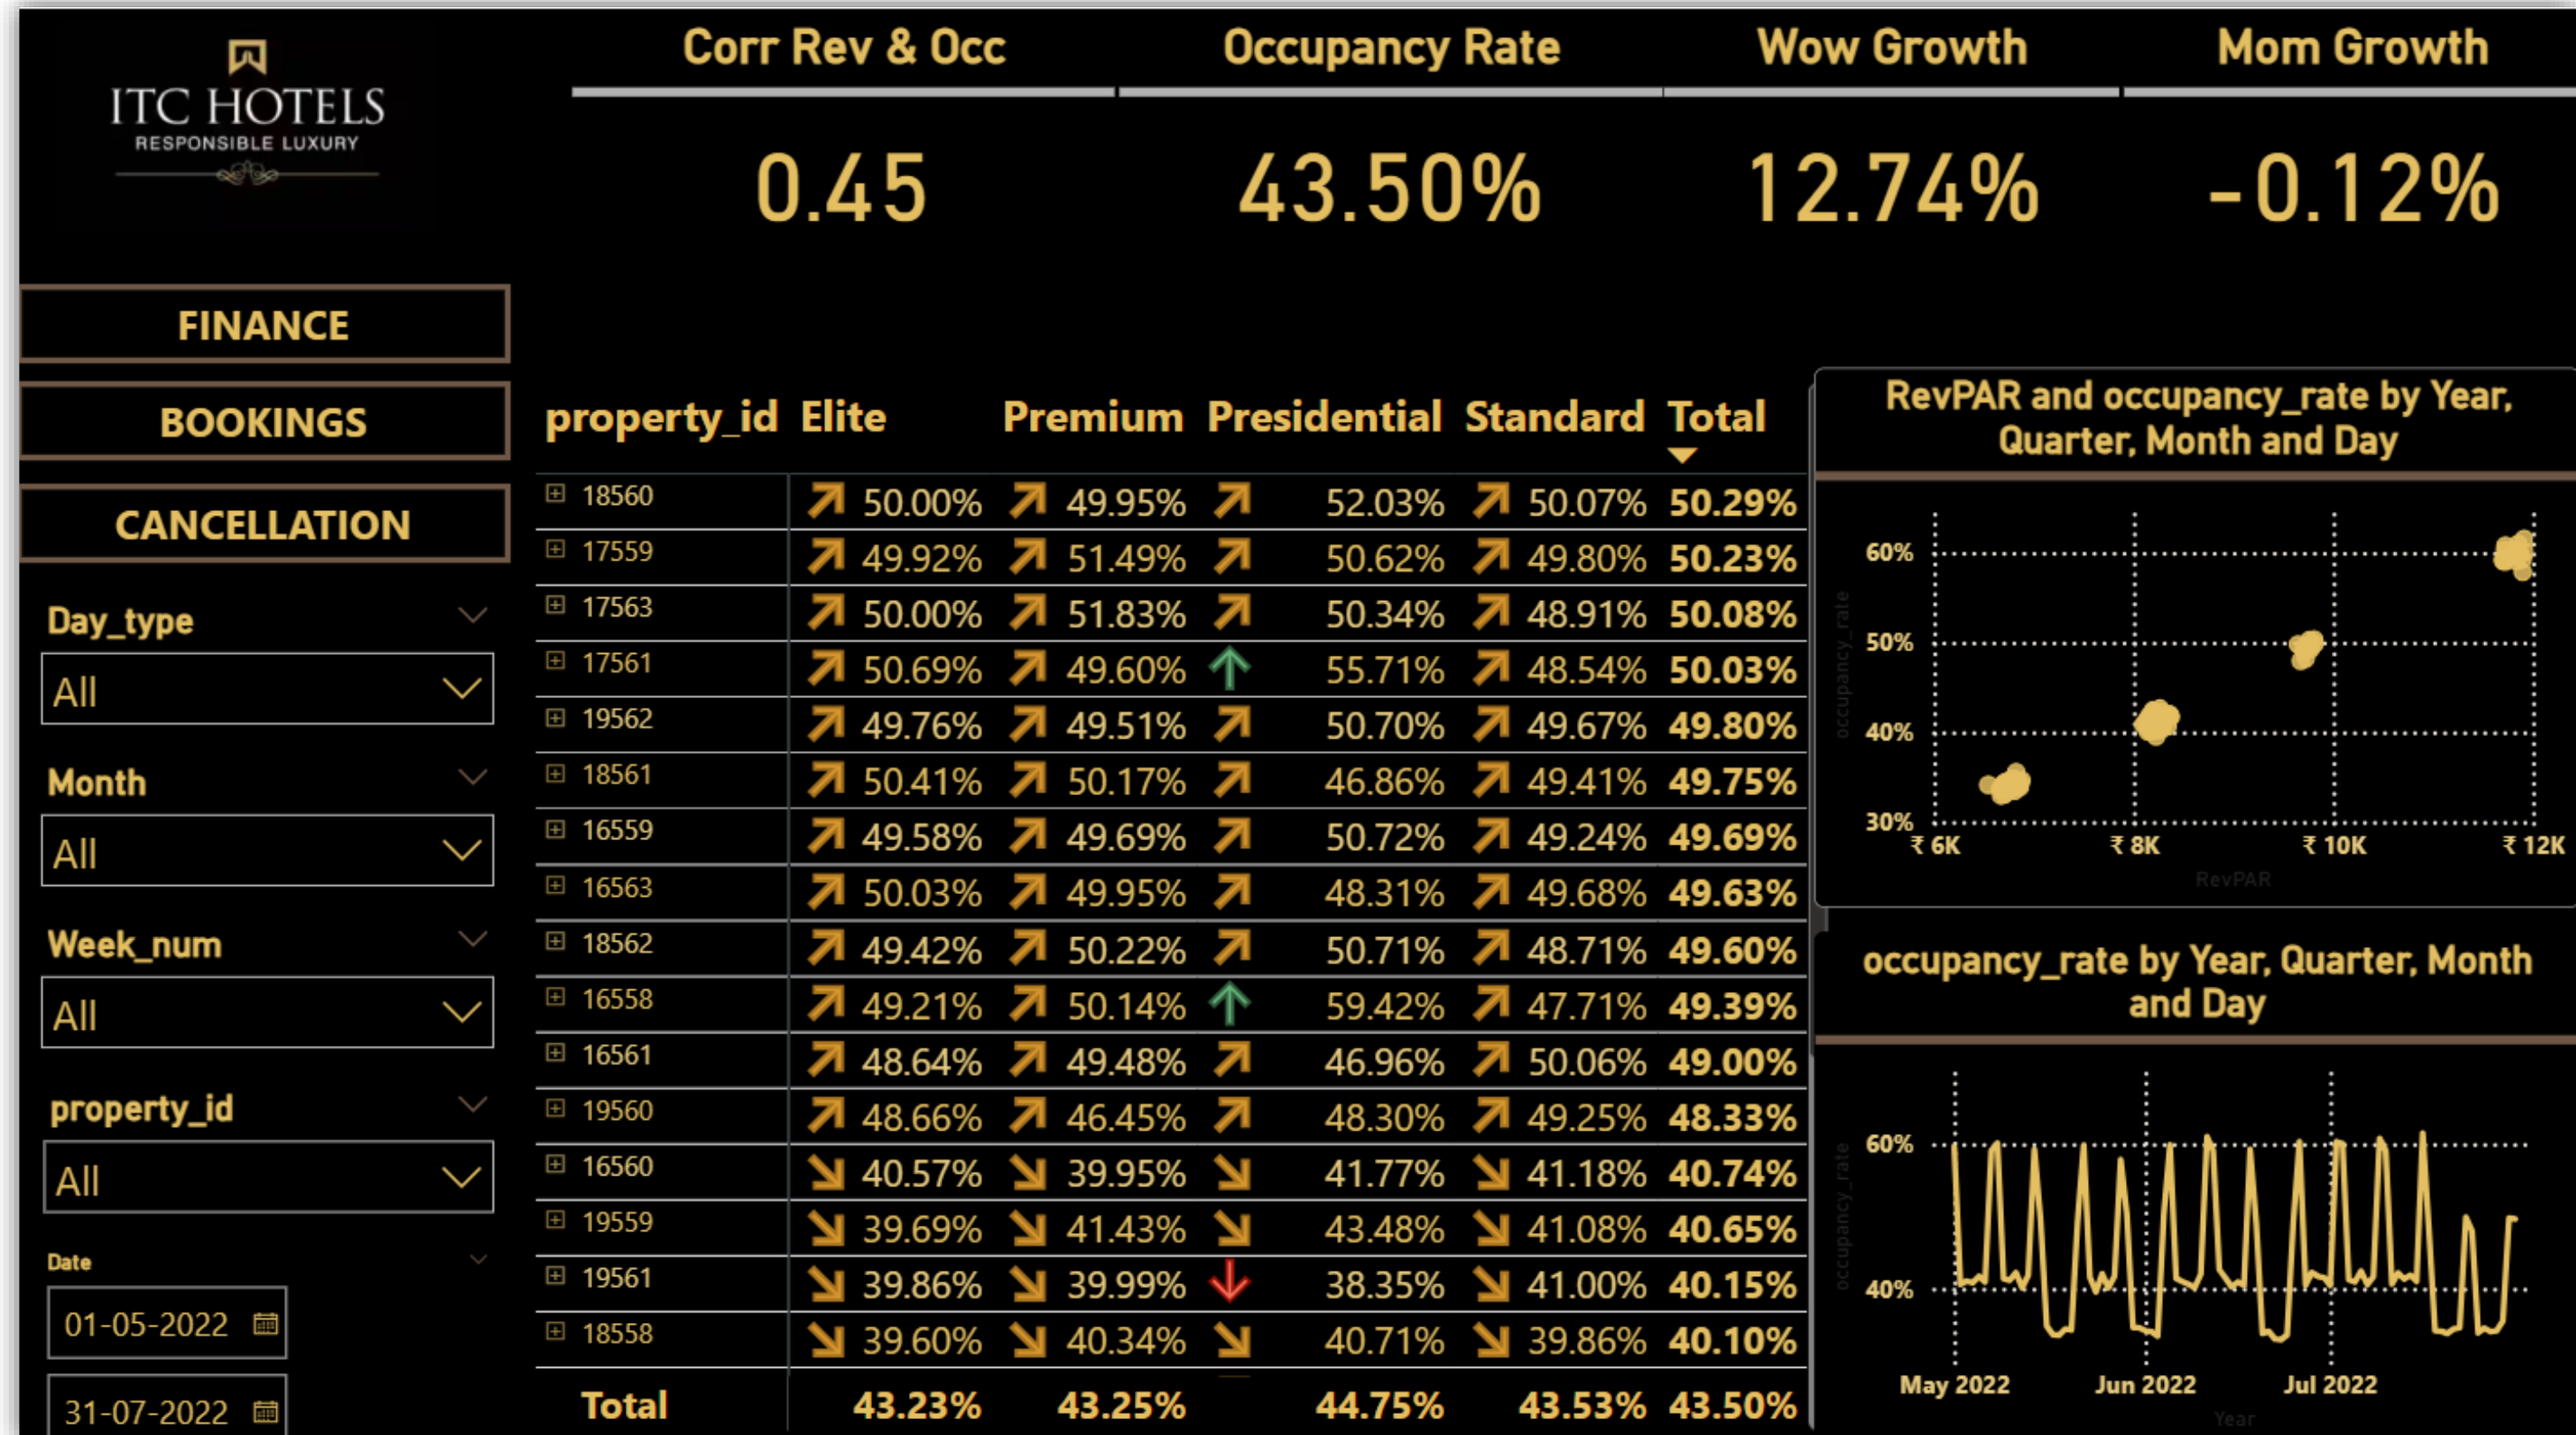 ITC HOTELS
RESPONSIBLE LUXURY
Corr Rev & Occ
0.45
Occupancy Rate
43.50%
Wow Growth
12.74%
Mom Growth
-0.12%
FINANCE
BOOKINGS
CANCELLATION
Day_type
All
Month
All
Week_num
All
property_id
All
Date
01-05-2022
31-07-2022
property_id Elite Premium Presidential Standard Total
18560 50.00% 49.95% 52.03% 50.07% 50.29%
17559 49.92% 51.49% 50.62% 49.80% 50.23%
17563 50.00% 51.83% 50.34% 48.91% 50.08%
17561 50.69% 49.60% 55.71% 48.54% 50.03%
19562 49.76% 49.51% 50.70% 49.67% 49.80%
18561 50.41% 50.17% 46.86% 49.41% 49.75%
16559 49.58% 49.69% 50.72% 49.24% 49.69%
16563 50.03% 49.95% 48.31% 49.68% 49.63%
18562 49.42% 50.22% 50.71% 48.71% 49.60%
16558 49.21% 50.14% 59.42% 47.71% 49.39%
16561 48.64% 49.48% 46.96% 50.06% 49.00%
19560 48.66% 46.45% 48.30% 49.25% 48.33%
16560 40.57% 39.95% 41.77% 41.18% 40.74%
19559 39.69% 41.43% 43.48% 41.08% 40.65%
19561 39.86% 39.99% 38.35% 41.00% 40.15%
18558 39.60% 40.34% 40.71% 39.86% 40.10%
Total 43.23% 43.25% 44.75% 43.53% 43.50%
RevPAR and occupancy_rate by Year,
Quarter, Month and Day
occupancy_rate
60%
50%
40%
30%
₹ 6K ₹ 8K ₹ 10K ₹ 12K
RevPAR
occupancy_rate by Year, Quarter, Month
and Day
occupancy_rate
60%
40%
May 2022 Jun 2022 Jul 2022
Year